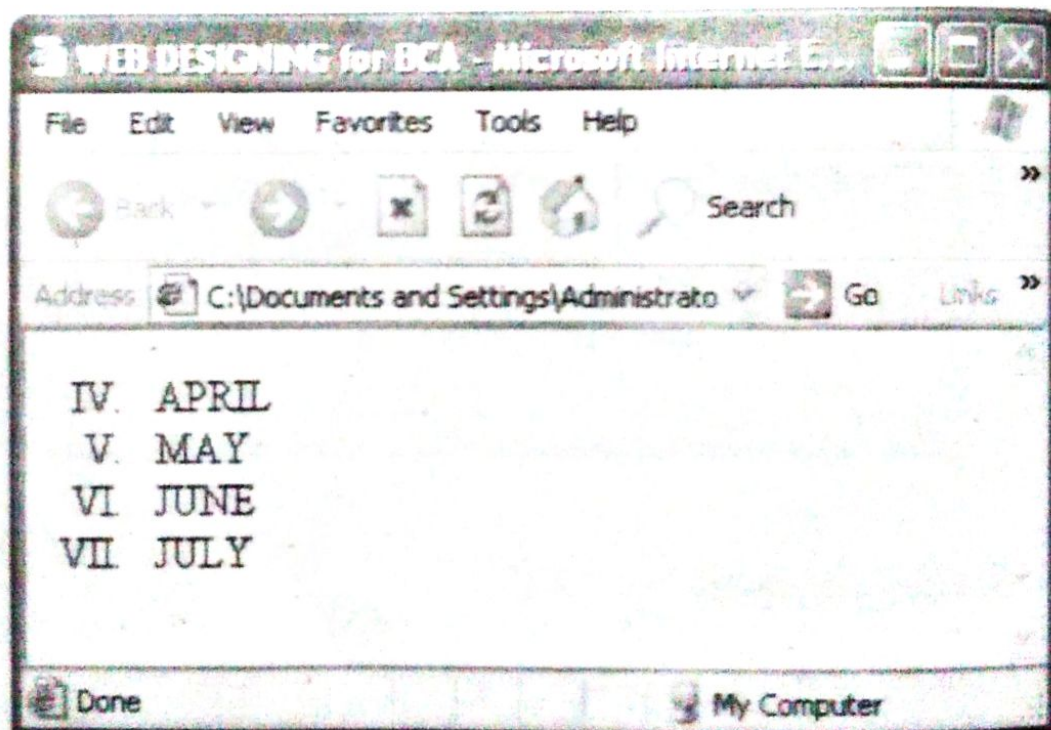 WEB DESIGNING for BCA - Microsoft Internet E...
File Edit View Favorites Tools Help
Back Search »
Address C:\Documents and Settings\Administrato Go Links »
IV. APRIL
V. MAY
VI. JUNE
VII. JULY
Done My Computer